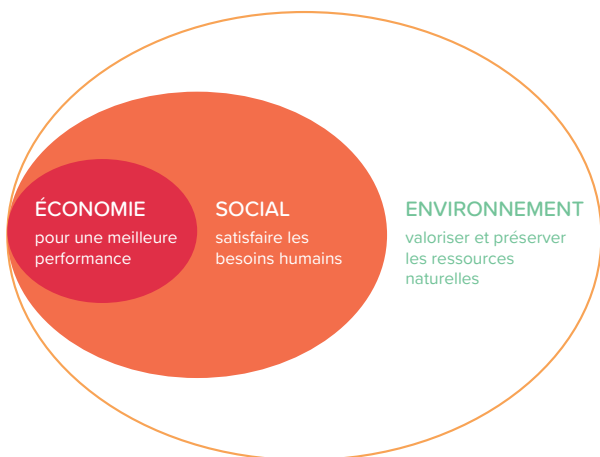 ÉCONOMIE
pour une meilleure
performance
SOCIAL
satisfaire les
besoins humains
ENVIRONNEMENT
valoriser et préserver
les ressources
naturelles